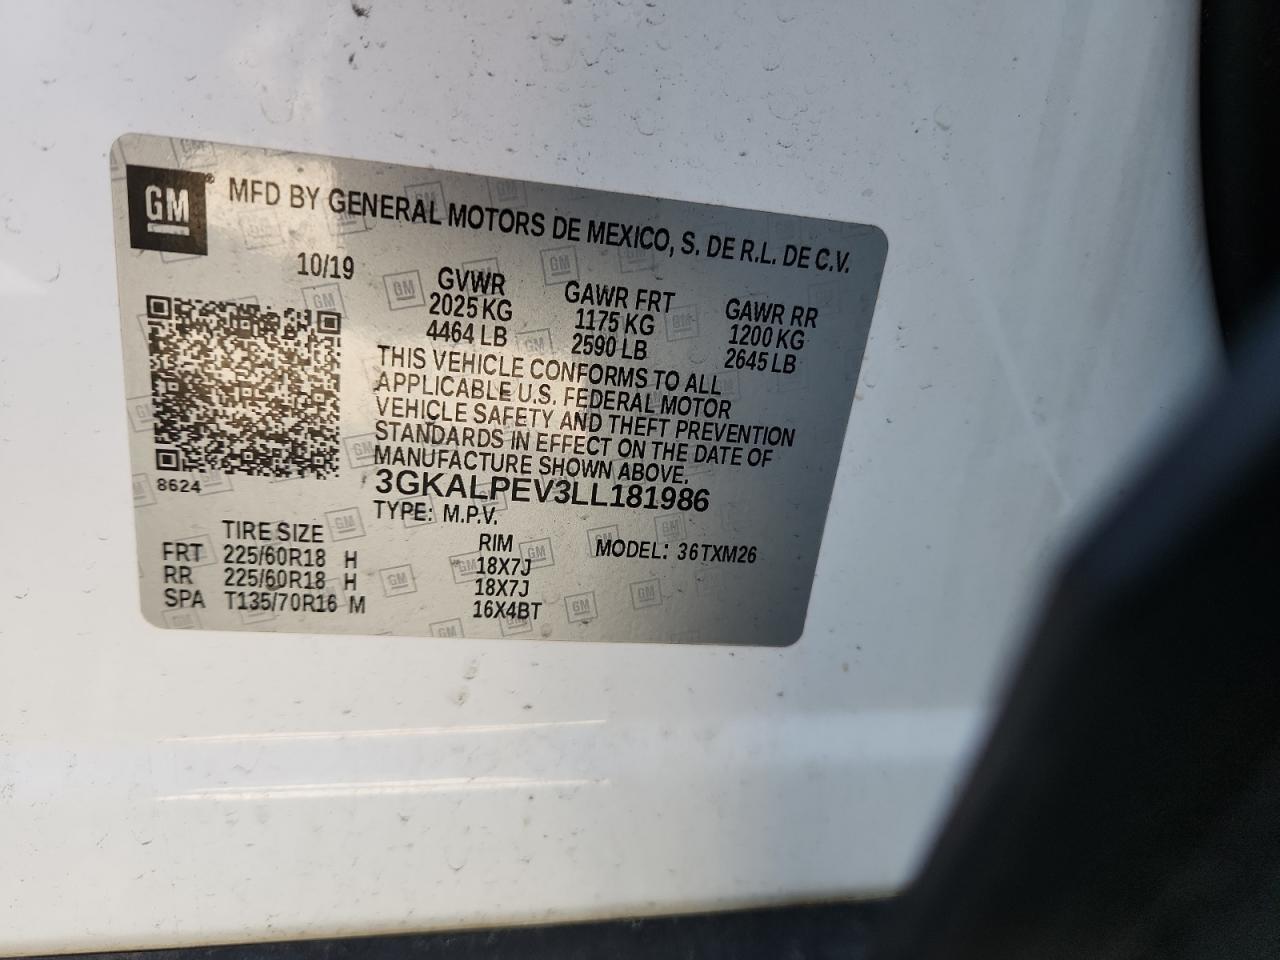 GM ® MFD BY GENERAL MOTORS DE MEXICO, S. DE R.L. DE C.V.
10/19
GVWR GAWR FRT GAWR RR
2025 KG 1175 KG 1200 KG
4464 LB 2590 LB 2645 LB
THIS VEHICLE CONFORMS TO ALL
APPLICABLE U.S. FEDERAL MOTOR
VEHICLE SAFETY AND THEFT PREVENTION
STANDARDS IN EFFECT ON THE DATE OF
MANUFACTURE SHOWN ABOVE.
8624
3GKALPEV3LL181986
TYPE: M.P.V.
TIRE SIZE RIM MODEL: 36TXM26
FRT 225/60R18 H 18X7J
RR 225/60R18 H 18X7J
SPA T135/70R16 M 16X4BT